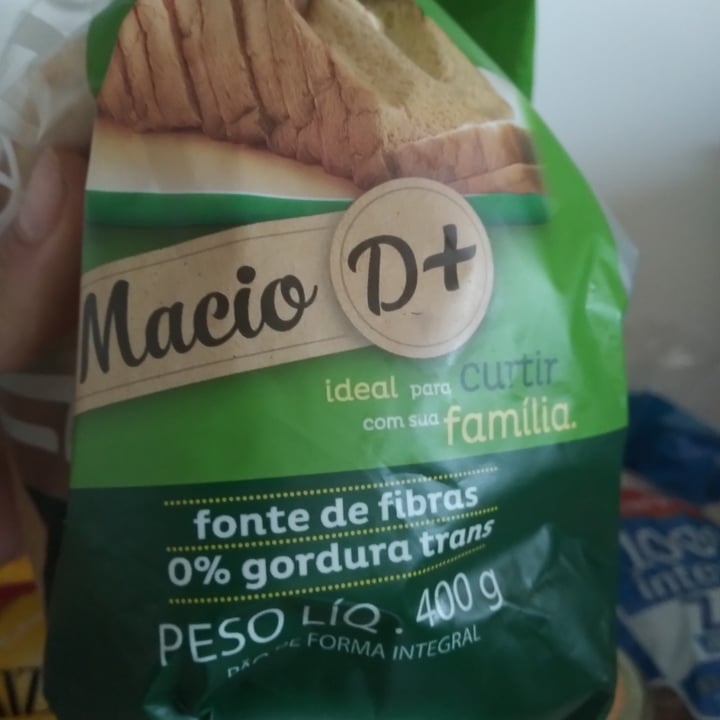 Macio D+
ideal para curtir
com sua família.
fonte de fibras
0% gordura trans
PESO LÍQ. 400 g
PÃO DE FORMA INTEGRAL
100%